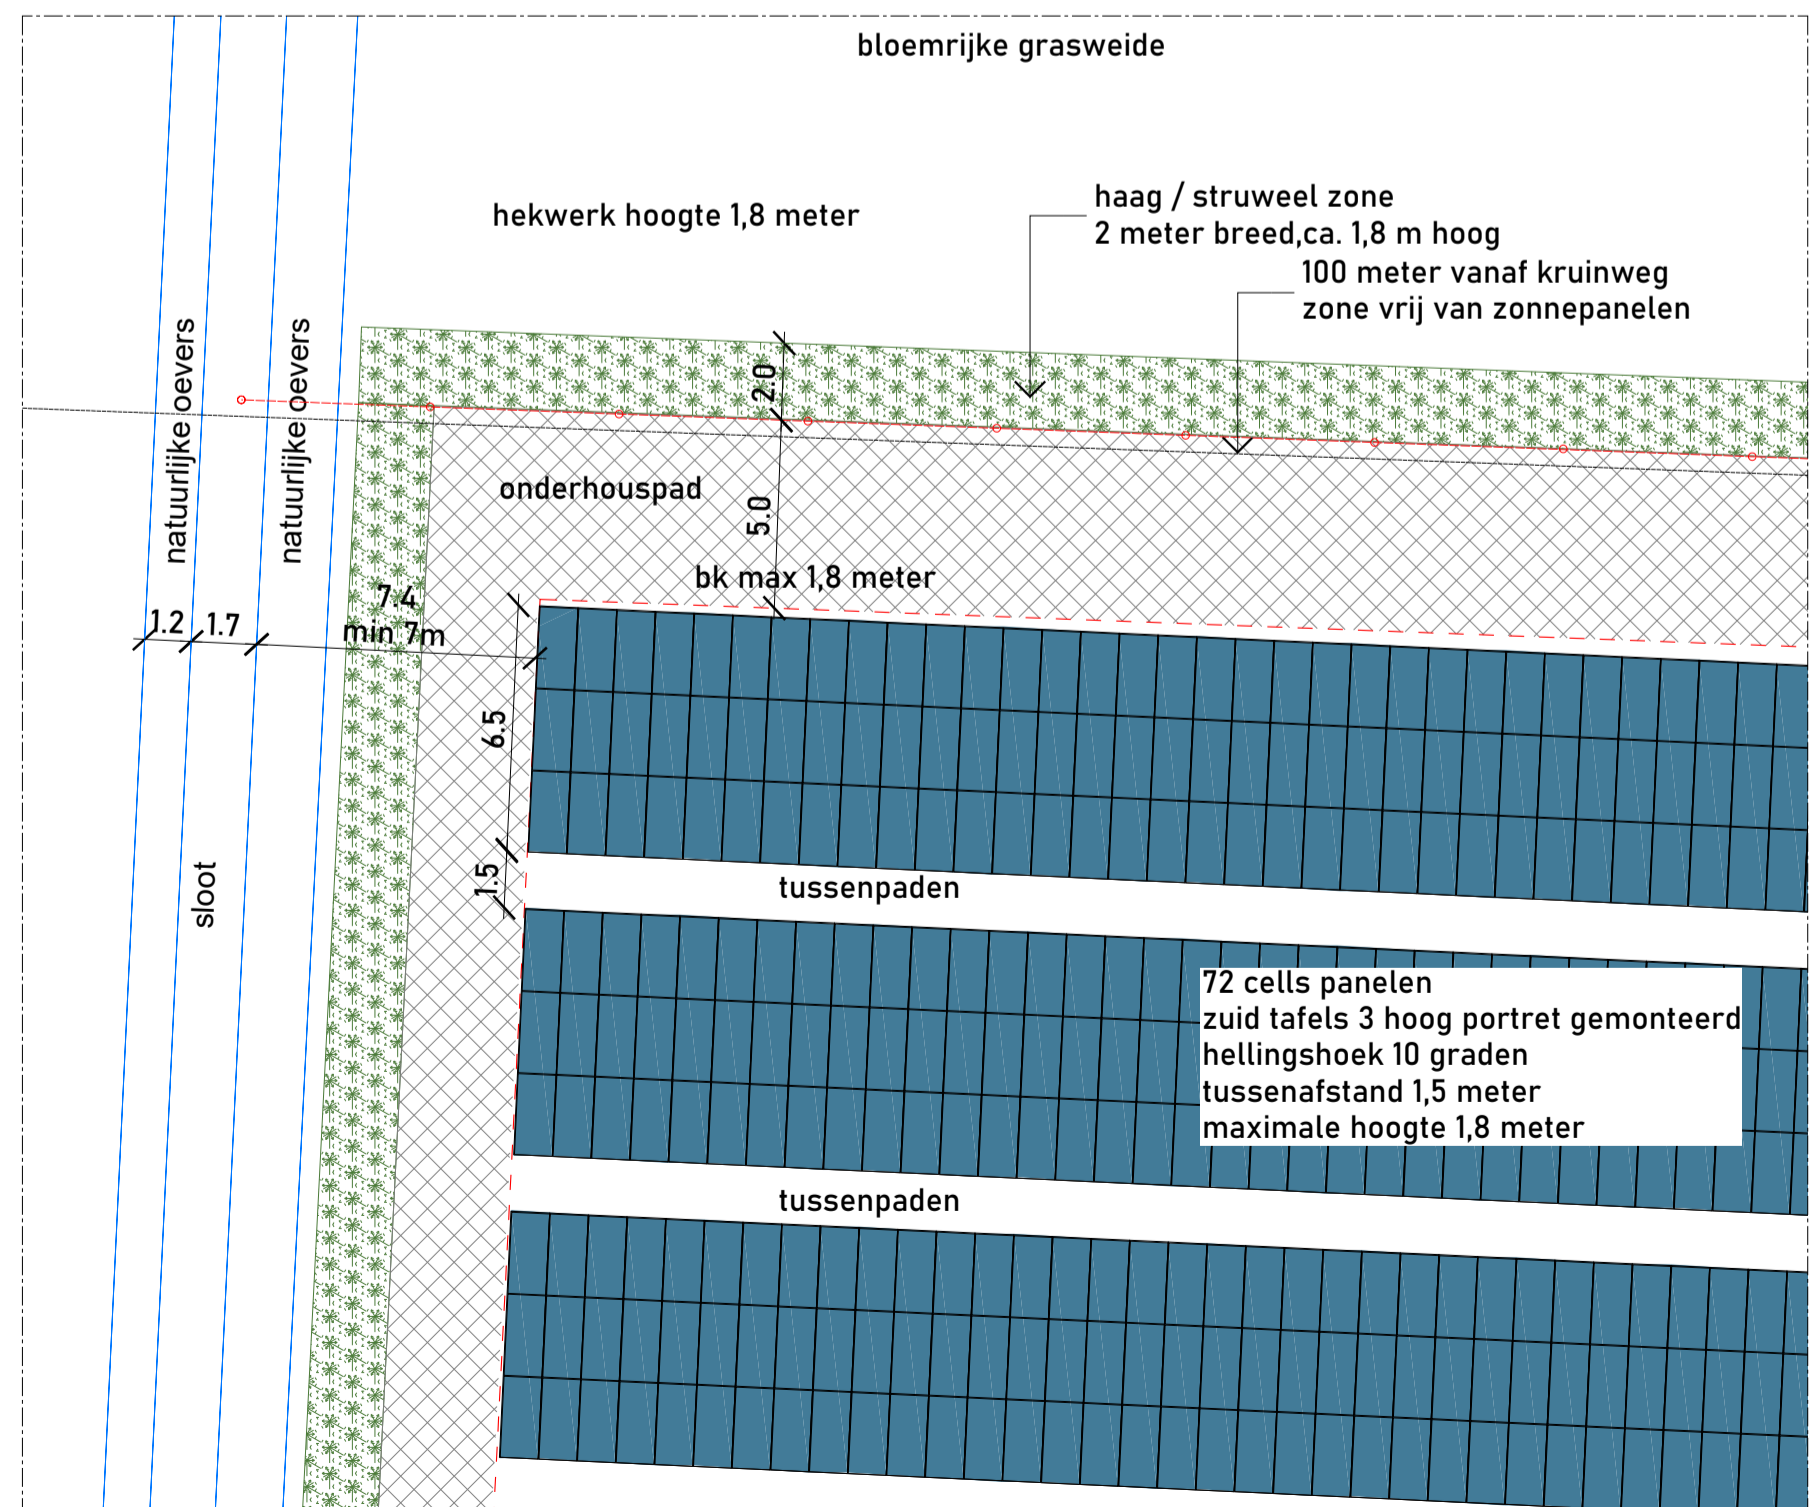 bloemrijke grasweide
hekwerk hoogte 1,8 meter
haag / struweel zone
2 meter breed,ca. 1,8 m hoog
100 meter vanaf kruinweg
zone vrij van zonnepanelen
natuurlijke oevers
natuurlijke oevers
2.0
onderhouspad
5.0
bk max 1,8 meter
7.4
min 7m
1.2
1.7
6.5
1.5
sloot
tussenpaden
72 cells panelen
zuid tafels 3 hoog portret gemonteerd
hellingshoek 10 graden
tussenafstand 1,5 meter
maximale hoogte 1,8 meter
tussenpaden